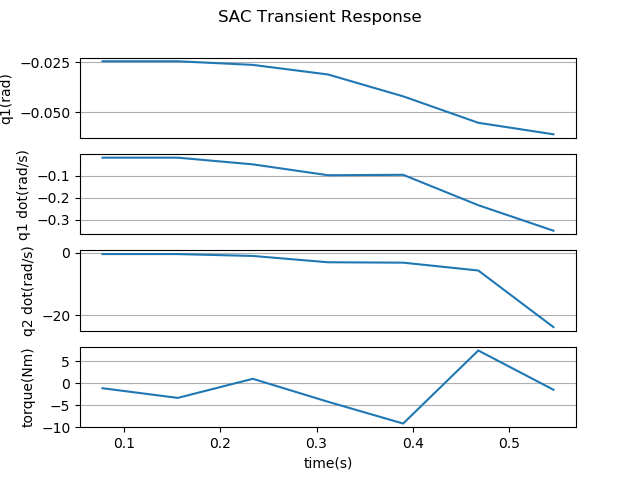 SAC Transient Response
q1(rad)
−0.025
−0.050
q1 dot(rad/s)
−0.1
−0.2
−0.3
q2 dot(rad/s)
0
−20
torque(Nm)
5
0
−5
−10
0.1 0.2 0.3 0.4 0.5
time(s)